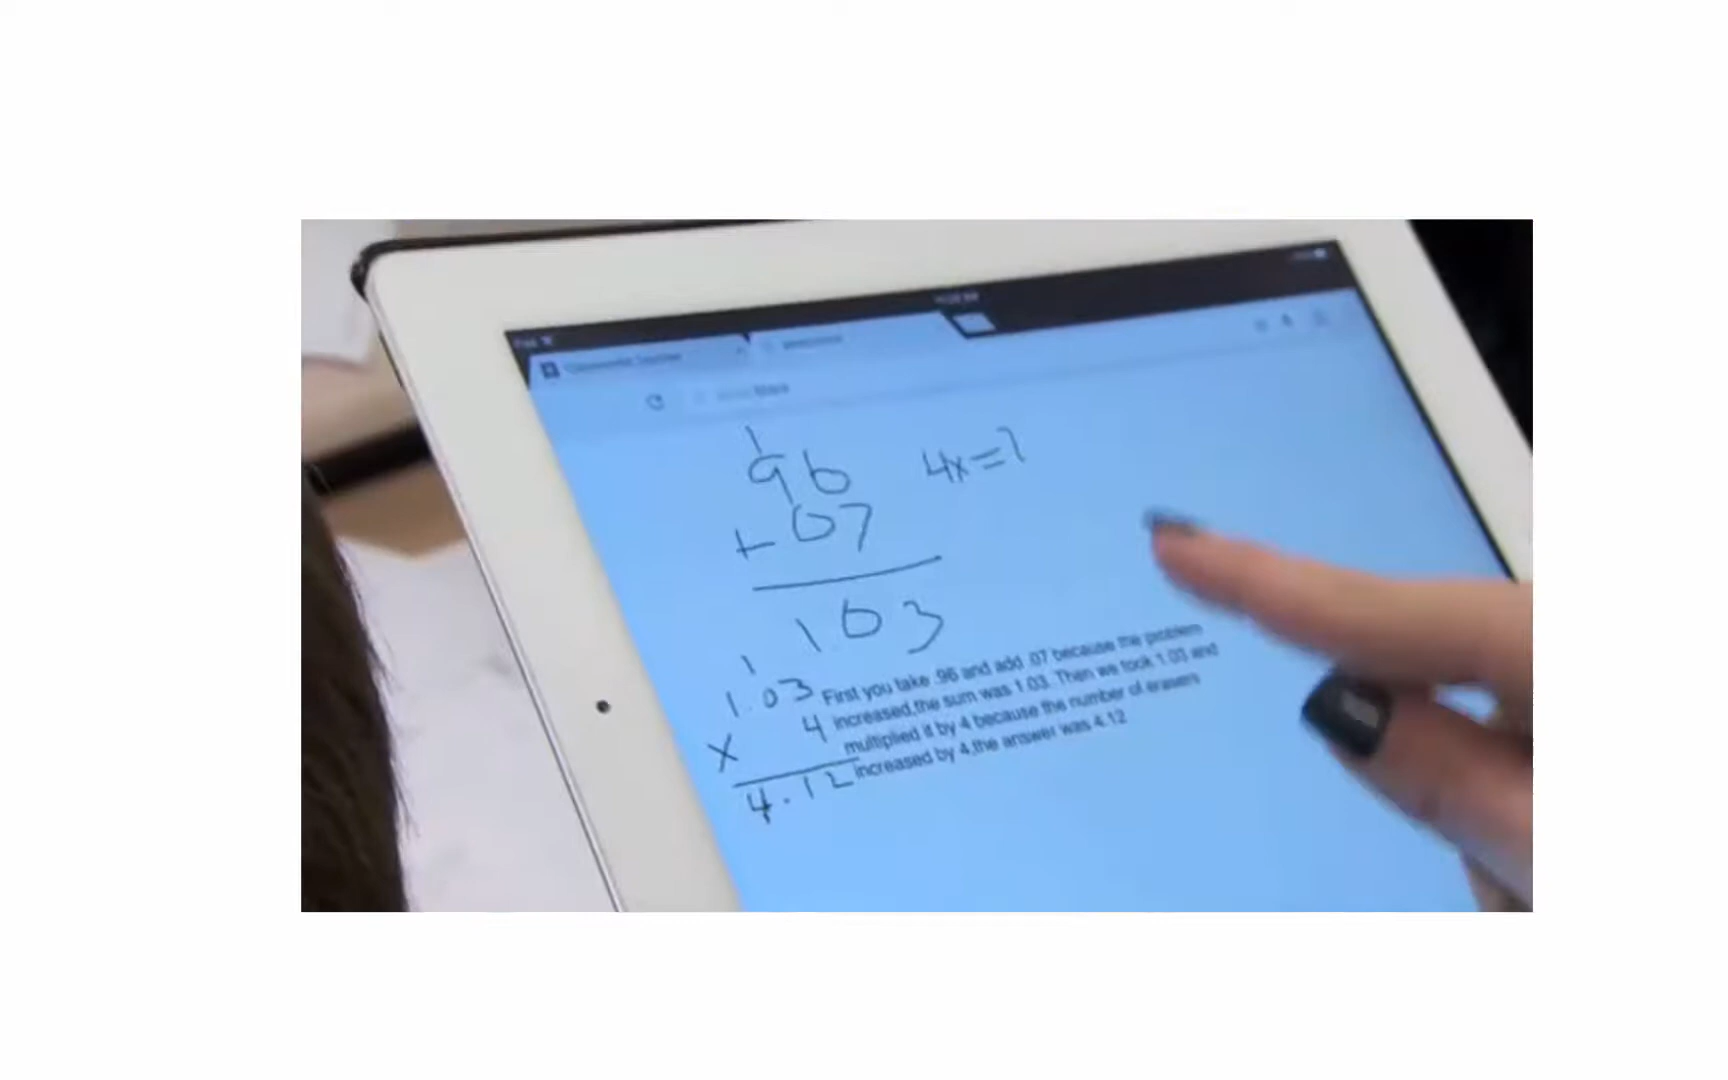 1
96
4x=?
+07
1.03
1
1.03
4
X
4.12
First you take .96 and add .07 because the problem
increased,the sum was 1.03. Then we took 1.03 and
multiplied it by 4 because the number of erasers
increased by 4,the answer was 4.12